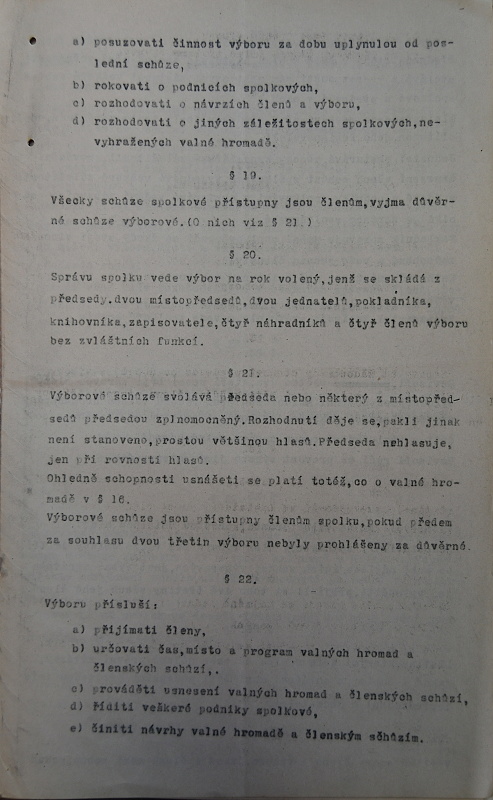 a) posuzovati činnost výboru za dobu uplynulou od pos-
lední schůze,
b) rokovati o podnicích spolkových,
c) rozhodovati o návrzích členů a výboru,
d) rozhodovati o jiných záležitostech spolkových,ne-
vyhražených valné hromadě.
§ 19.
Všecky schůze spolkové přístupny jsou členům,vyjma důvěr-
né schůze výborové.(O nich viz § 21.)
§ 20.
Správu spolku vede výbor na rok volený,jenž se skládá z
předsedy.dvou místopředsedů,dvou jednatelů,pokladníka,
knihovníka,zapisovatele,čtyř náhradníků a čtyř členů výboru
bez zvláštních funkcí.
§ 21.
Výborové schůze svolává předseda nebo některý z místopřed-
sedů předsedou zplnomocněný.Rozhodnutí děje se,pakli jinak
není stanoveno,prostou většinou hlasů.Předseda nehlasuje,
jen při rovnosti hlasů.
Ohledně schopnosti usnášeti se platí totéž,co o valné hro-
madě v § 16.
Výborové schůze jsou přístupny členům spolku,pokud předem
za souhlasu dvou třetin výboru nebyly prohlášeny za důvěrné.
§ 22.
Výboru přísluší:
a) přijímati členy,
b) určovati čas,místo a program valných hromad a
členských schůzí,.
c) prováděti usnesení valných hromad a členských schůzí,
d) říditi veškeré podniky spolkové,
e) činiti návrhy valné hromadě a členským schůzím.